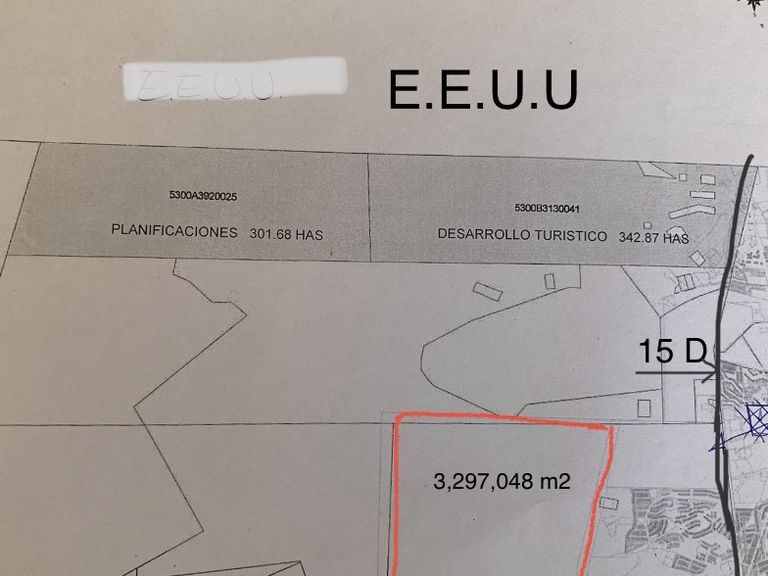 E.E.U.U.
E.E.U.U
5300A3920025
5300B3130041
PLANIFICACIONES 301.68 HAS
DESARROLLO TURISTICO 342.87 HAS
15 D
3,297,048 m2